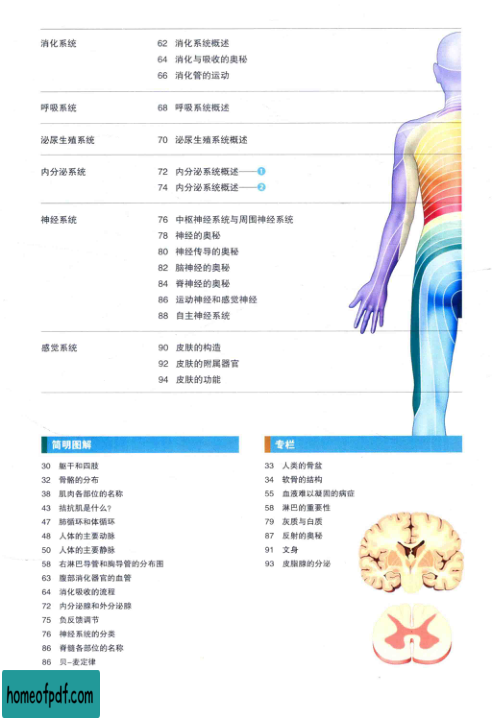 消化系统 62 消化系统概述
64 消化与吸收的奥秘
66 消化管的运动
呼吸系统 68 呼吸系统概述
泌尿生殖系统 70 泌尿生殖系统概述
内分泌系统 72 内分泌系统概述——❶
74 内分泌系统概述——❷
神经系统 76 中枢神经系统与周围神经系统
78 神经的奥秘
80 神经传导的奥秘
82 脑神经的奥秘
84 脊神经的奥秘
86 运动神经和感觉神经
88 自主神经系统
感觉系统 90 皮肤的构造
92 皮肤的附属器官
94 皮肤的功能
简明图解
30 躯干和四肢
32 骨骼的分布
38 肌肉各部位的名称
43 拮抗肌是什么?
47 肺循环和体循环
48 人体的主要动脉
50 人体的主要静脉
58 右淋巴导管和胸导管的分布图
63 腹部消化器官的血管
64 消化吸收的流程
72 内分泌腺和外分泌腺
75 负反馈调节
76 神经系统的分类
86 脊髓各部位的名称
86 贝-麦定律
专栏
33 人类的骨盆
34 软骨的结构
55 血液难以凝固的病症
58 淋巴的重要性
79 灰质与白质
87 反射的奥秘
91 文身
93 皮脂腺的分泌
homeofpdf.com